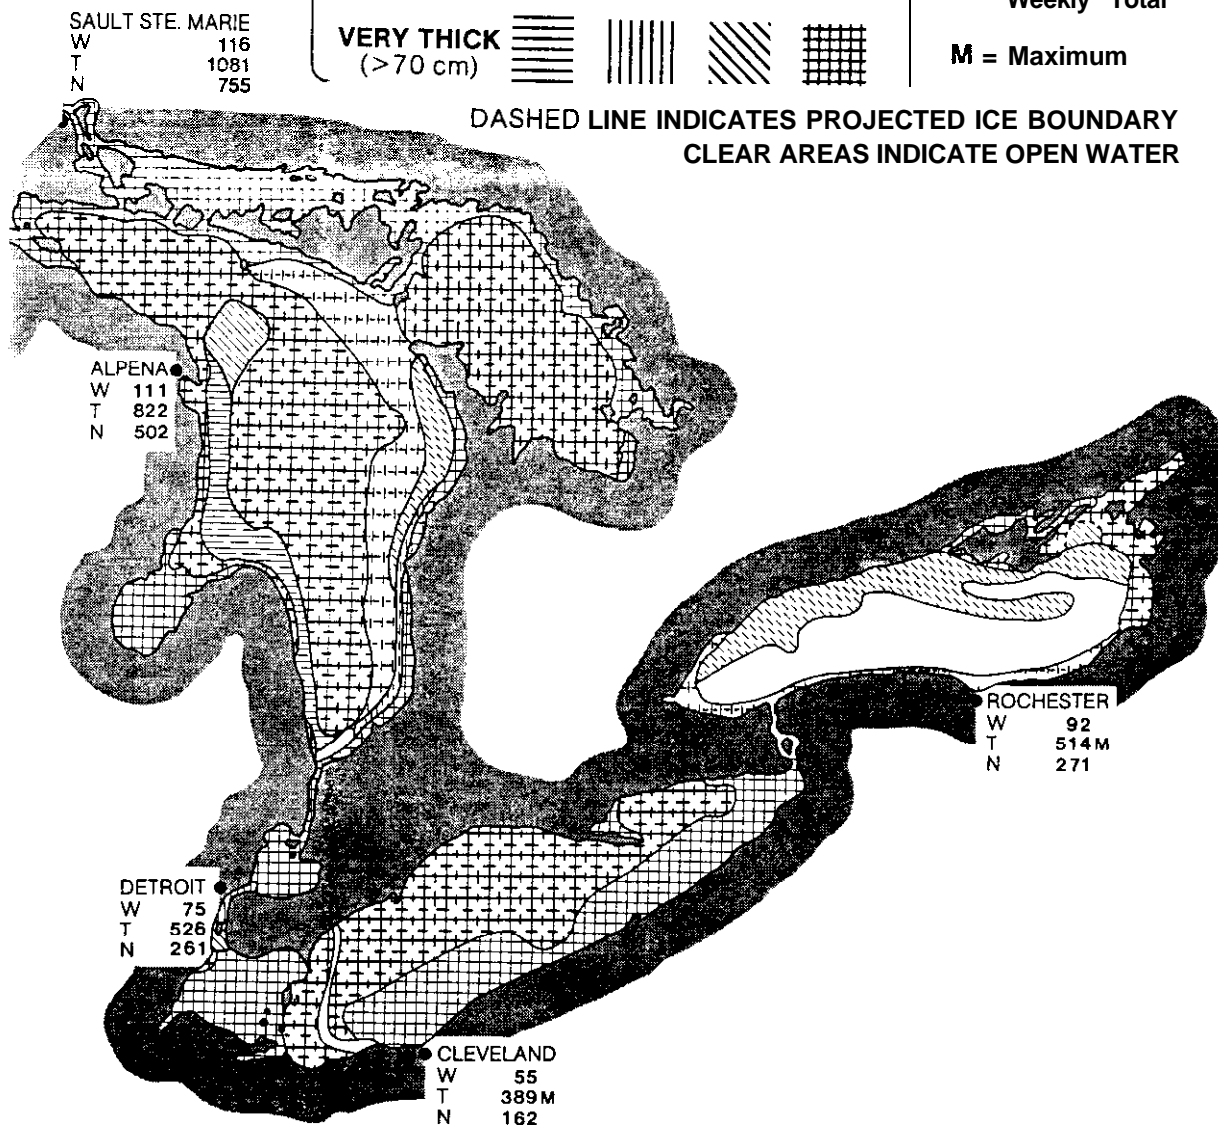 Weekly Total
SAULT STE. MARIE
W 116
T 1081
N 755
VERY THICK
(>70 cm)
M = Maximum
DASHED LINE INDICATES PROJECTED ICE BOUNDARY
CLEAR AREAS INDICATE OPEN WATER
ALPENA
W 111
T 822
N 502
ROCHESTER
W 92
T 514M
N 271
DETROIT
W 75
T 526
N 261
CLEVELAND
W 55
T 389M
N 162